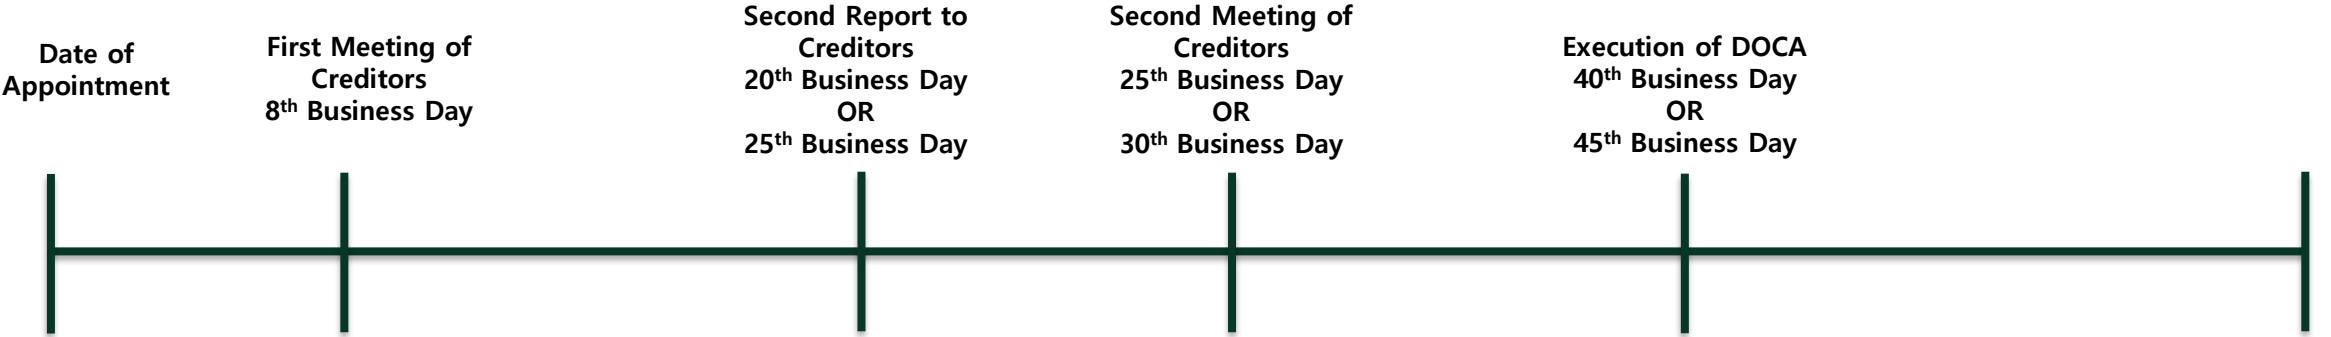 Date of
Appointment
First Meeting of
Creditors
8th Business Day
Second Report to
Creditors
20th Business Day
OR
25th Business Day
Second Meeting of
Creditors
25th Business Day
OR
30th Business Day
Execution of DOCA
40th Business Day
OR
45th Business Day